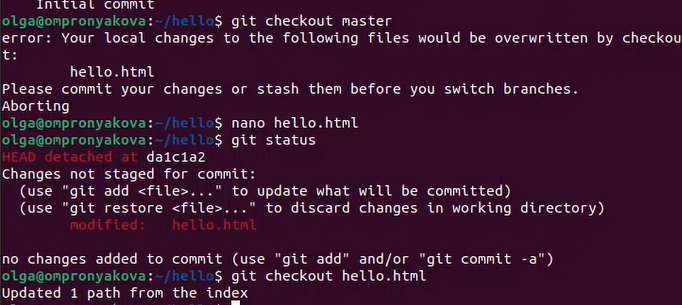 Initial commit
olga@ompronyakova:~/hello$ git checkout master
error: Your local changes to the following files would be overwritten by checkou
t:
        hello.html
Please commit your changes or stash them before you switch branches.
Aborting
olga@ompronyakova:~/hello$ nano hello.html
olga@ompronyakova:~/hello$ git status
HEAD detached at da1c1a2
Changes not staged for commit:
  (use "git add <file>..." to update what will be committed)
  (use "git restore <file>..." to discard changes in working directory)
        modified:   hello.html
no changes added to commit (use "git add" and/or "git commit -a")
olga@ompronyakova:~/hello$ git checkout hello.html
Updated 1 path from the index